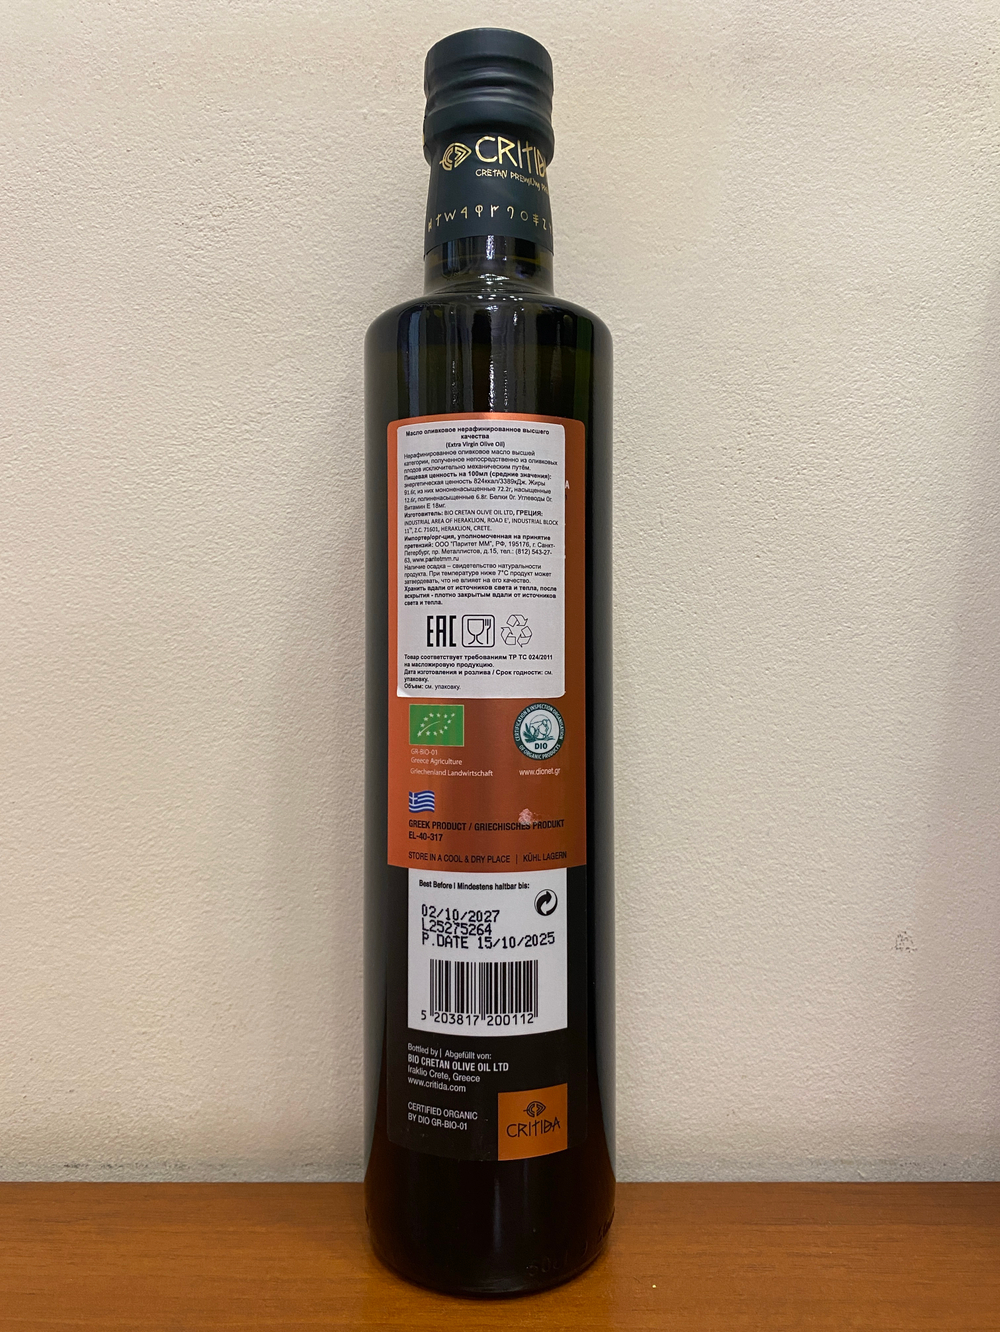 CRITIDA
CRETAN PREMIUM
Масло оливковое нерафинированное высшего
качества
(Extra Virgin Olive Oil)
Нерафинированное оливковое масло высшей
категории, полученное непосредственно из оливковых
плодов исключительно механическим путём.
Пищевая ценность на 100мл (средние значения):
энергетическая ценность 824ккал/3389кДж. Жиры
91.6г, из них мононенасыщенные 72.2г, насыщенные
12.6г, полиненасыщенные 6.8г. Белки 0г. Углеводы 0г.
Витамин Е 18мг.
Изготовитель: BIO CRETAN OLIVE OIL LTD, ГРЕЦИЯ:
INDUSTRIAL AREA OF HERAKLION, ROAD E', INDUSTRIAL BLOCK
11", Z.C. 71601, HERAKLION, CRETE.
Импортер/орг-ция, уполномоченная на принятие
претензий: ООО "Паритет ММ", РФ, 195176, г. Санкт-
Петербург, пр. Металлистов, д.15, тел.: (812) 543-27-
63, www.paritetmm.ru
Наличие осадка – свидетельство натуральности
продукта. При температуре ниже 7°С продукт может
затвердевать, что не влияет на его качество.
Хранить вдали от источников света и тепла, после
вскрытия - плотно закрытым вдали от источников
света и тепла.
EAC
Товар соответствует требованиям ТР ТС 024/2011
на масложировую продукцию.
Дата изготовления и розлива / Срок годности: см.
упаковку.
Объем: см. упаковку.
CERTIFICATION & INSPECTION ORGANIZATION
OF ORGANIC PRODUCTS
DIO
GR-BIO-01
Greece Agriculture
Griechenland Landwirtschaft
www.dionet.gr
GREEK PRODUCT / GRIECHISCHES PRODUKT
EL-40-317
STORE IN A COOL & DRY PLACE | KÜHL LAGERN
Best Before | Mindestens haltbar bis:
02/10/2027
L25275264
P.DATE 15/10/2025
5 203817 200112
Bottled by | Abgefüllt von:
BIO CRETAN OLIVE OIL LTD
Iraklio Crete, Greece
www.critida.com
CERTIFIED ORGANIC
BY DIO GR-BIO-01
CRITIDA